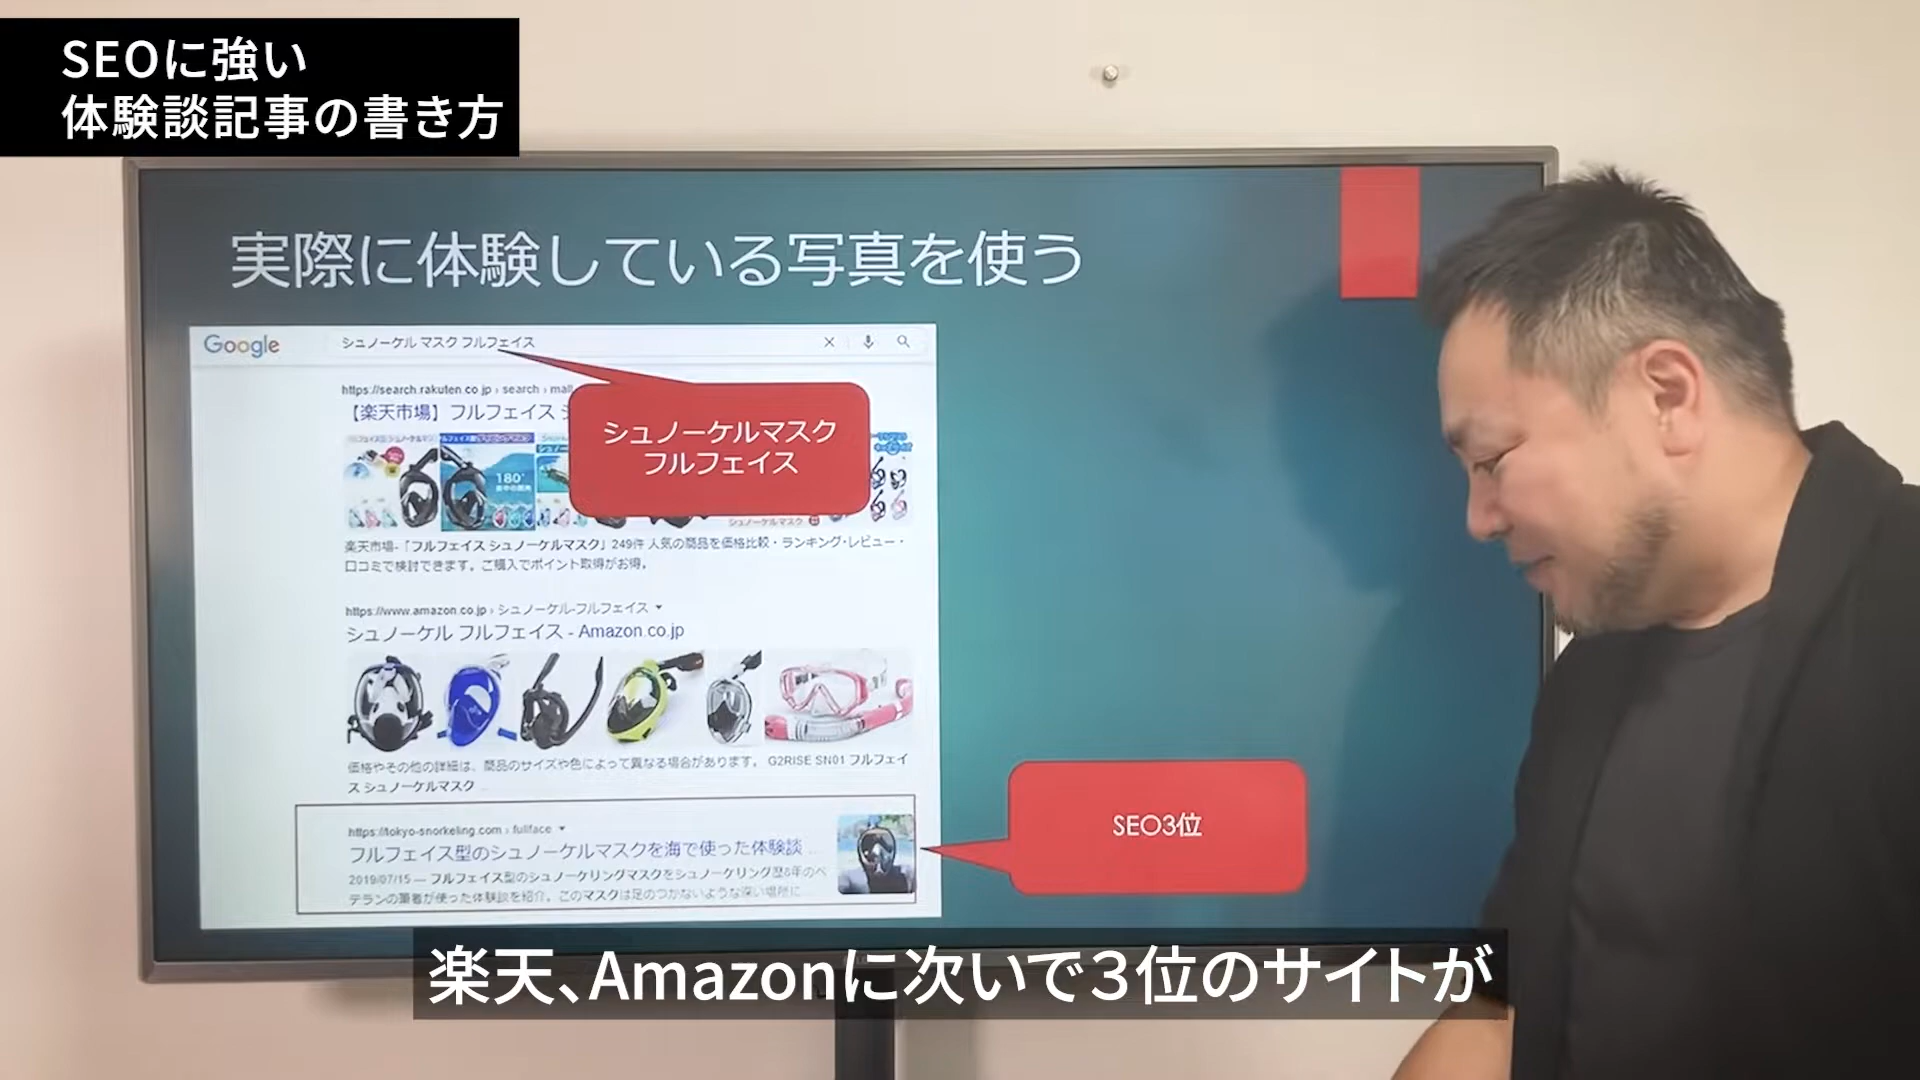 SEOに強い
体験談記事の書き方
実際に体験している写真を使う
Google
シュノーケル マスク フルフェイス
https://search.rakuten.co.jp › search › mall
【楽天市場】フルフェイス
シュノーケルマスク
フルフェイス
180°
シュノーケルマスク
楽天市場-「フルフェイス シュノーケルマスク」249件 人気の商品を価格比較・ランキング・レビュー・
口コミで検討できます。ご購入でポイント取得がお得。
https://www.amazon.co.jp › シュノーケル-フルフェイス
シュノーケル フルフェイス - Amazon.co.jp
価格やその他の詳細は、商品のサイズや色によって異なる場合があります。 G2RISE SN01 フルフェイ
ス シュノーケルマスク
https://tokyo-snorkeling.com › fullface
フルフェイス型のシュノーケルマスクを海で使った体験談 ...
2019/07/15 — フルフェイス型のシュノーケリングマスクをシュノーケリング歴8年のベ
テランの筆者が使った体験談を紹介。このマスクは足のつかないような深い場所に
SEO3位
楽天、Amazonに次いで3位のサイトが